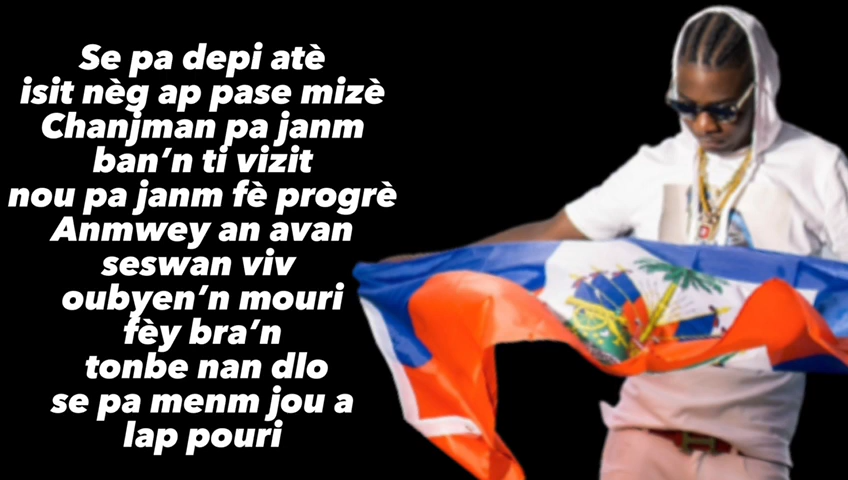 Se pa depi atè
isit nèg ap pase mizè
Chanjman pa janm
ban’n ti vizit
nou pa janm fè progrè
Anmwey an avan
seswan viv
oubyen’n mouri
fèy bra’n
tonbe nan dlo
se pa menm jou a
lap pouri